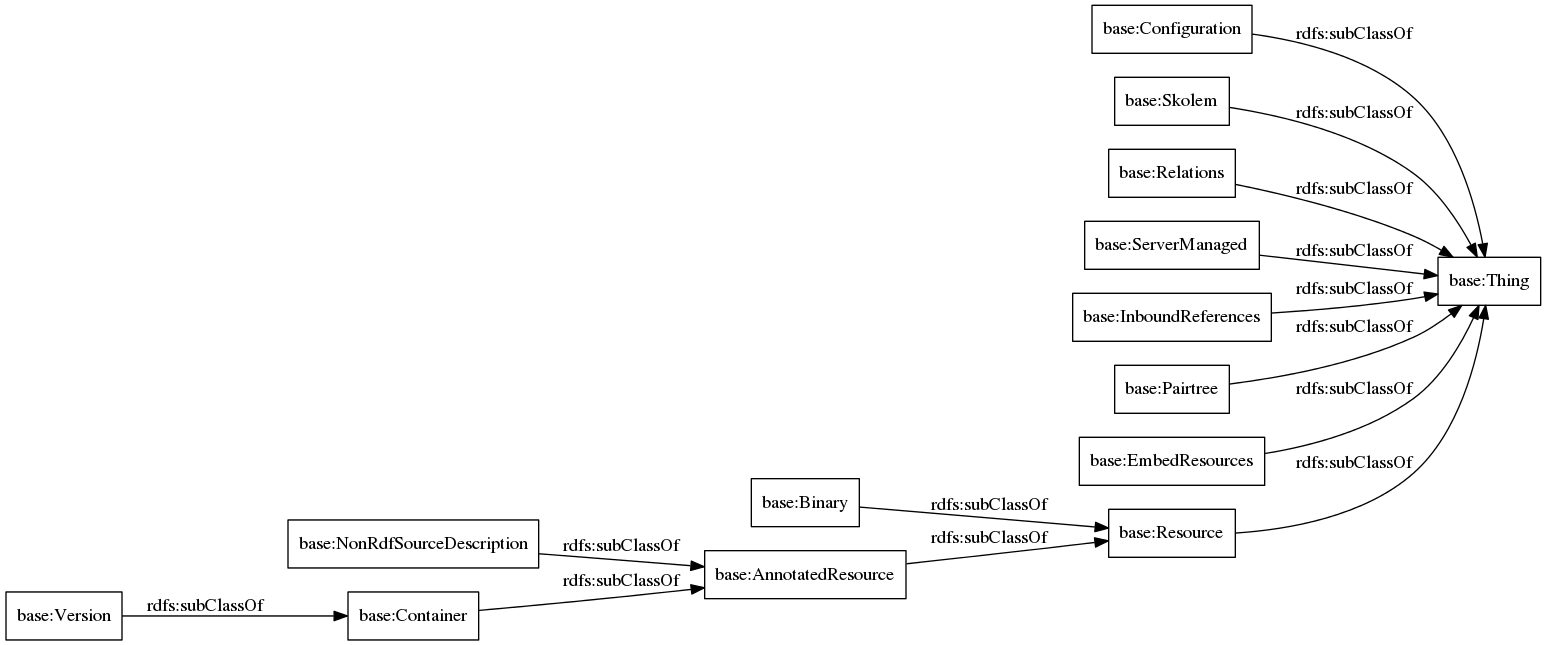 base:Configuration
rdfs:subClassOf
base:Skolem
rdfs:subClassOf
base:Relations
rdfs:subClassOf
base:ServerManaged
rdfs:subClassOf
base:Thing
rdfs:subClassOf
base:InboundReferences
rdfs:subClassOf
base:Pairtree
rdfs:subClassOf
base:EmbedResources
rdfs:subClassOf
base:Binary
rdfs:subClassOf
base:Resource
rdfs:subClassOf
base:NonRdfSourceDescription
rdfs:subClassOf
base:AnnotatedResource
rdfs:subClassOf
base:Version
rdfs:subClassOf
base:Container